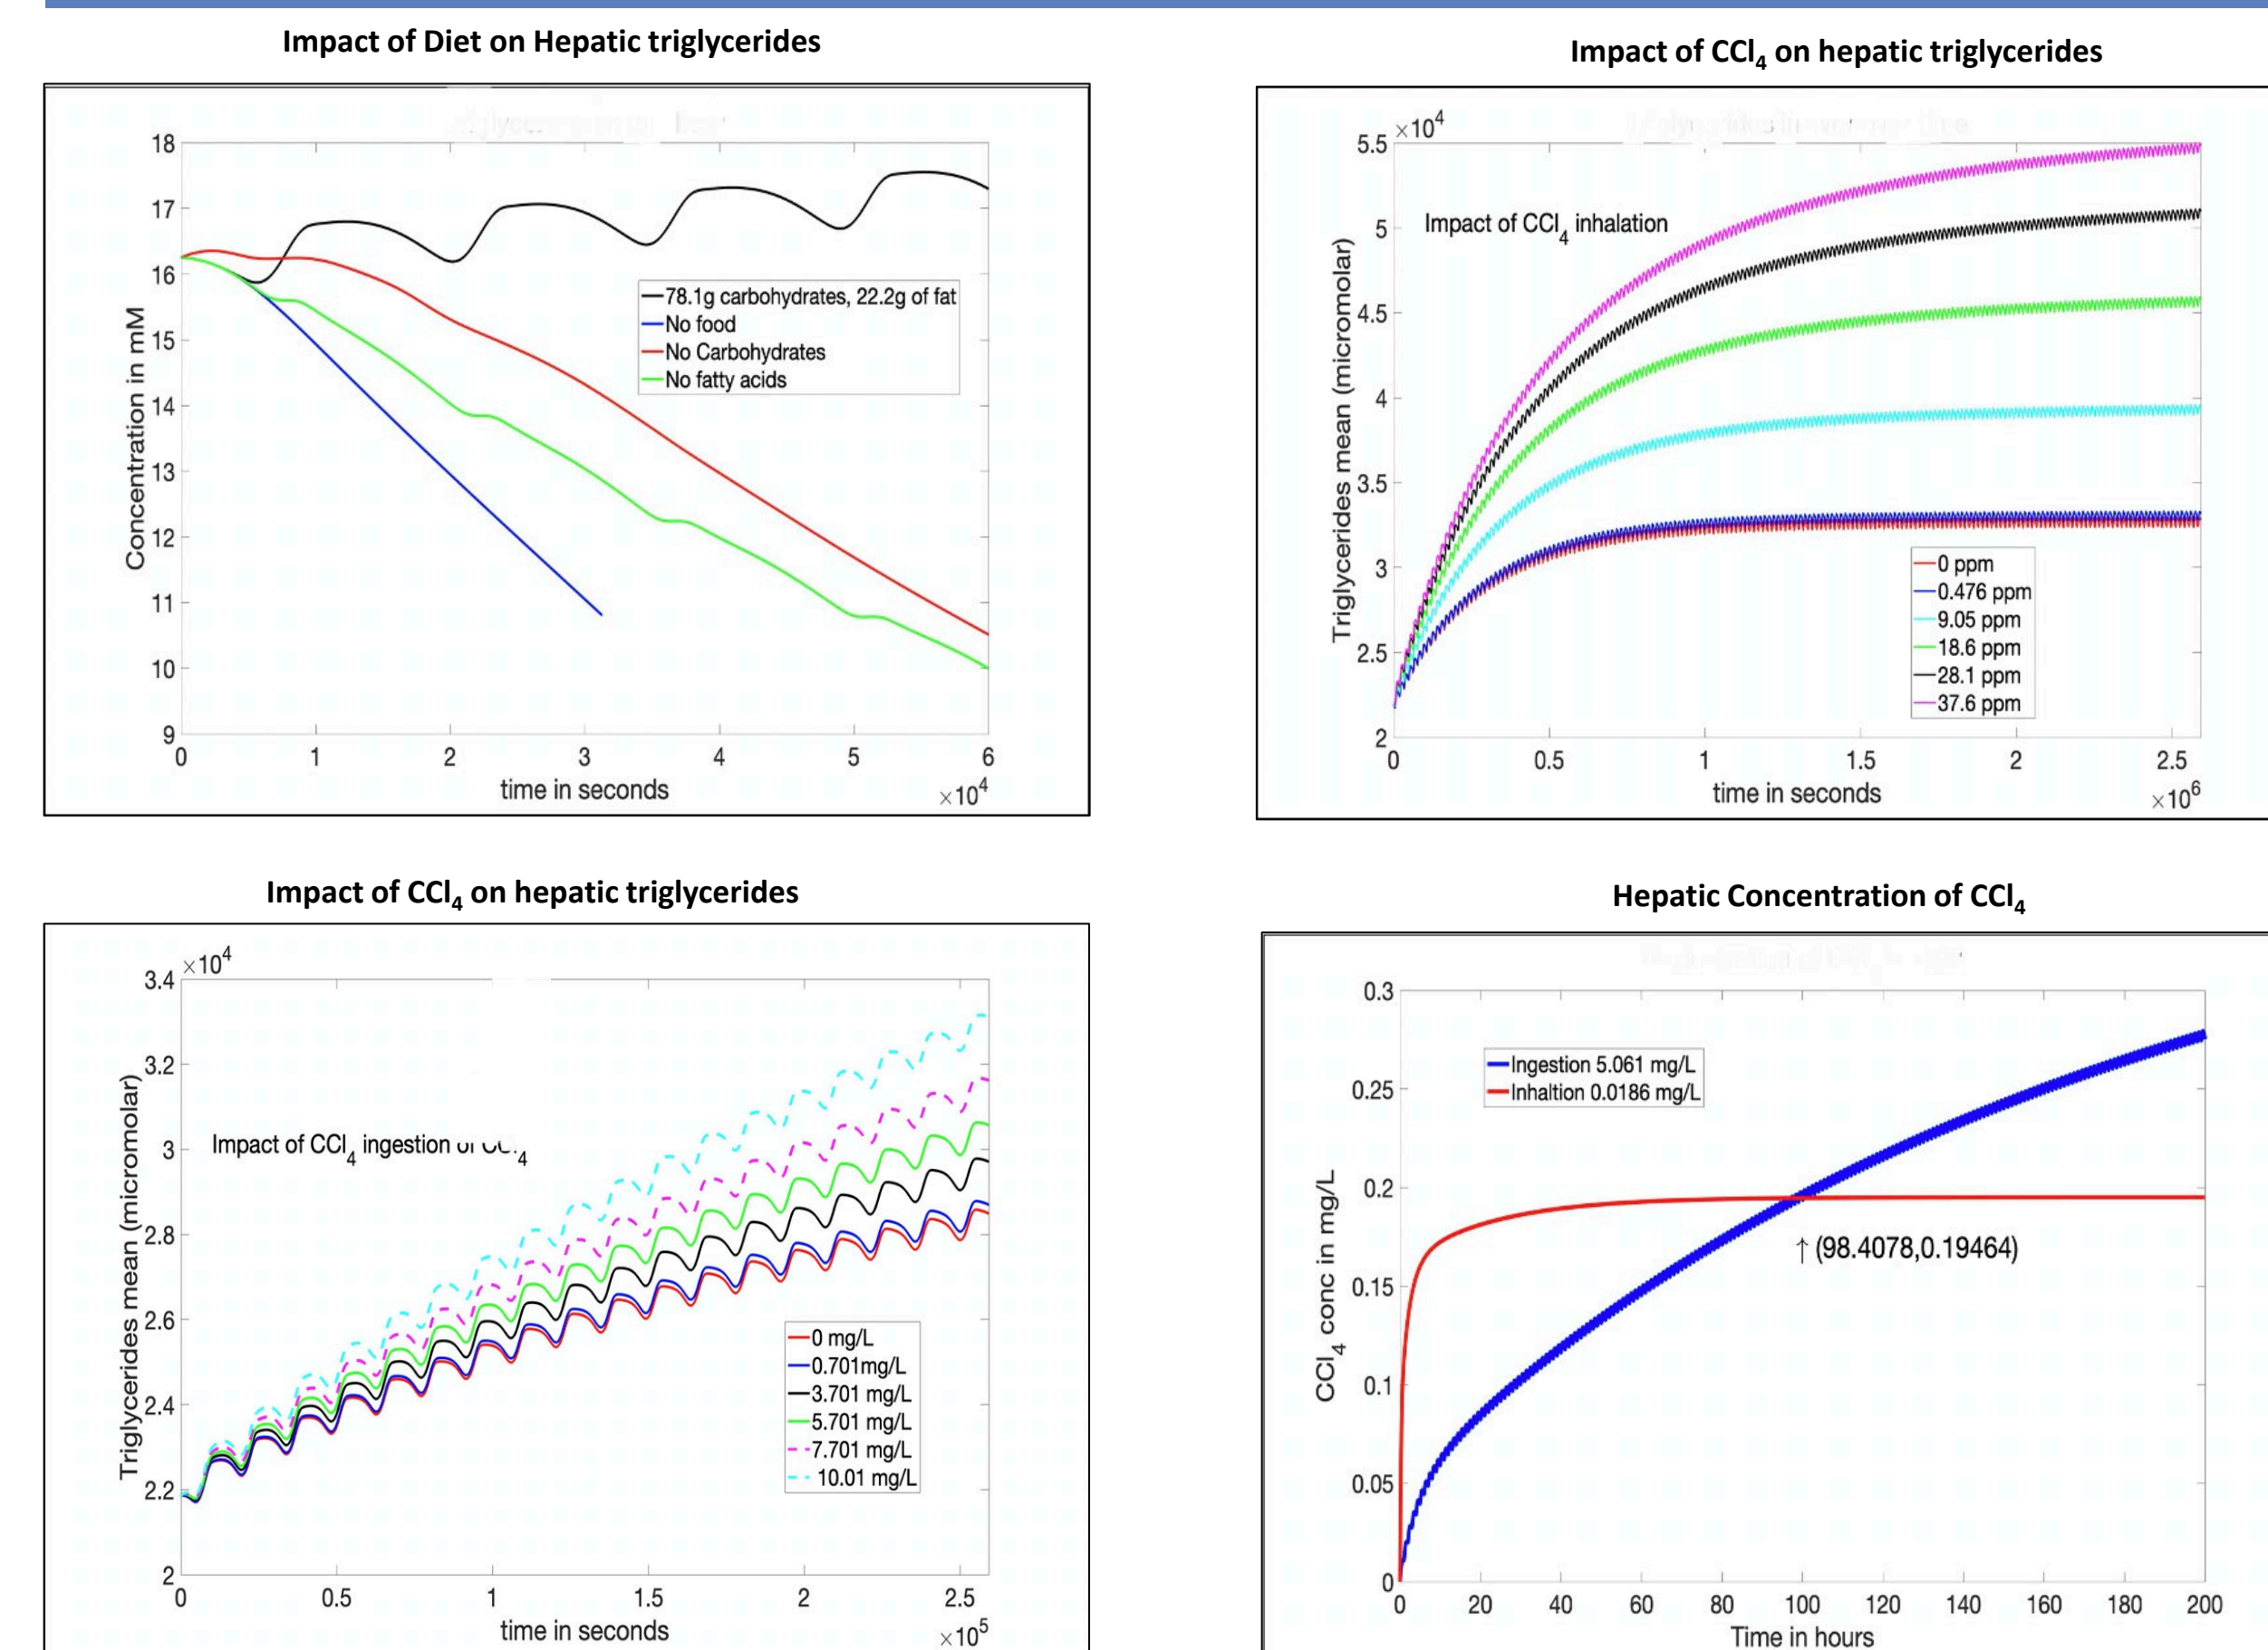 Impact of Diet on Hepatic triglycerides
18
17
16
15
14
13
12
11
10
9
Concentration in mM
78.1g carbohydrates, 22.2g of fat
No food
No Carbohydrates
No fatty acids
0 1 2 3 4 5 6
time in seconds
×10⁴
Impact of CCl₄ on hepatic triglycerides
×10⁴
5.5
5
4.5
4
3.5
3
2.5
2
Triglycerides mean (micromolar)
Impact of CCl₄ inhalation
0 ppm
0.476 ppm
9.05 ppm
18.6 ppm
28.1 ppm
37.6 ppm
0 0.5 1 1.5 2 2.5
time in seconds
×10⁶
Impact of CCl₄ on hepatic triglycerides
×10⁴
3.4
3.2
3
2.8
2.6
2.4
2.2
2
Triglycerides mean (micromolar)
Impact of CCl₄ ingestion
0 mg/L
0.701mg/L
3.701 mg/L
5.701 mg/L
7.701 mg/L
10.01 mg/L
0 0.5 1 1.5 2 2.5
time in seconds
×10⁵
Hepatic Concentration of CCl₄
0.3
0.25
0.2
0.15
0.1
0.05
0
CCl₄ conc in mg/L
Ingestion 5.061 mg/L
Inhaltion 0.0186 mg/L
↑ (98.4078,0.19464)
0 20 40 60 80 100 120 140 160 180 200
Time in hours